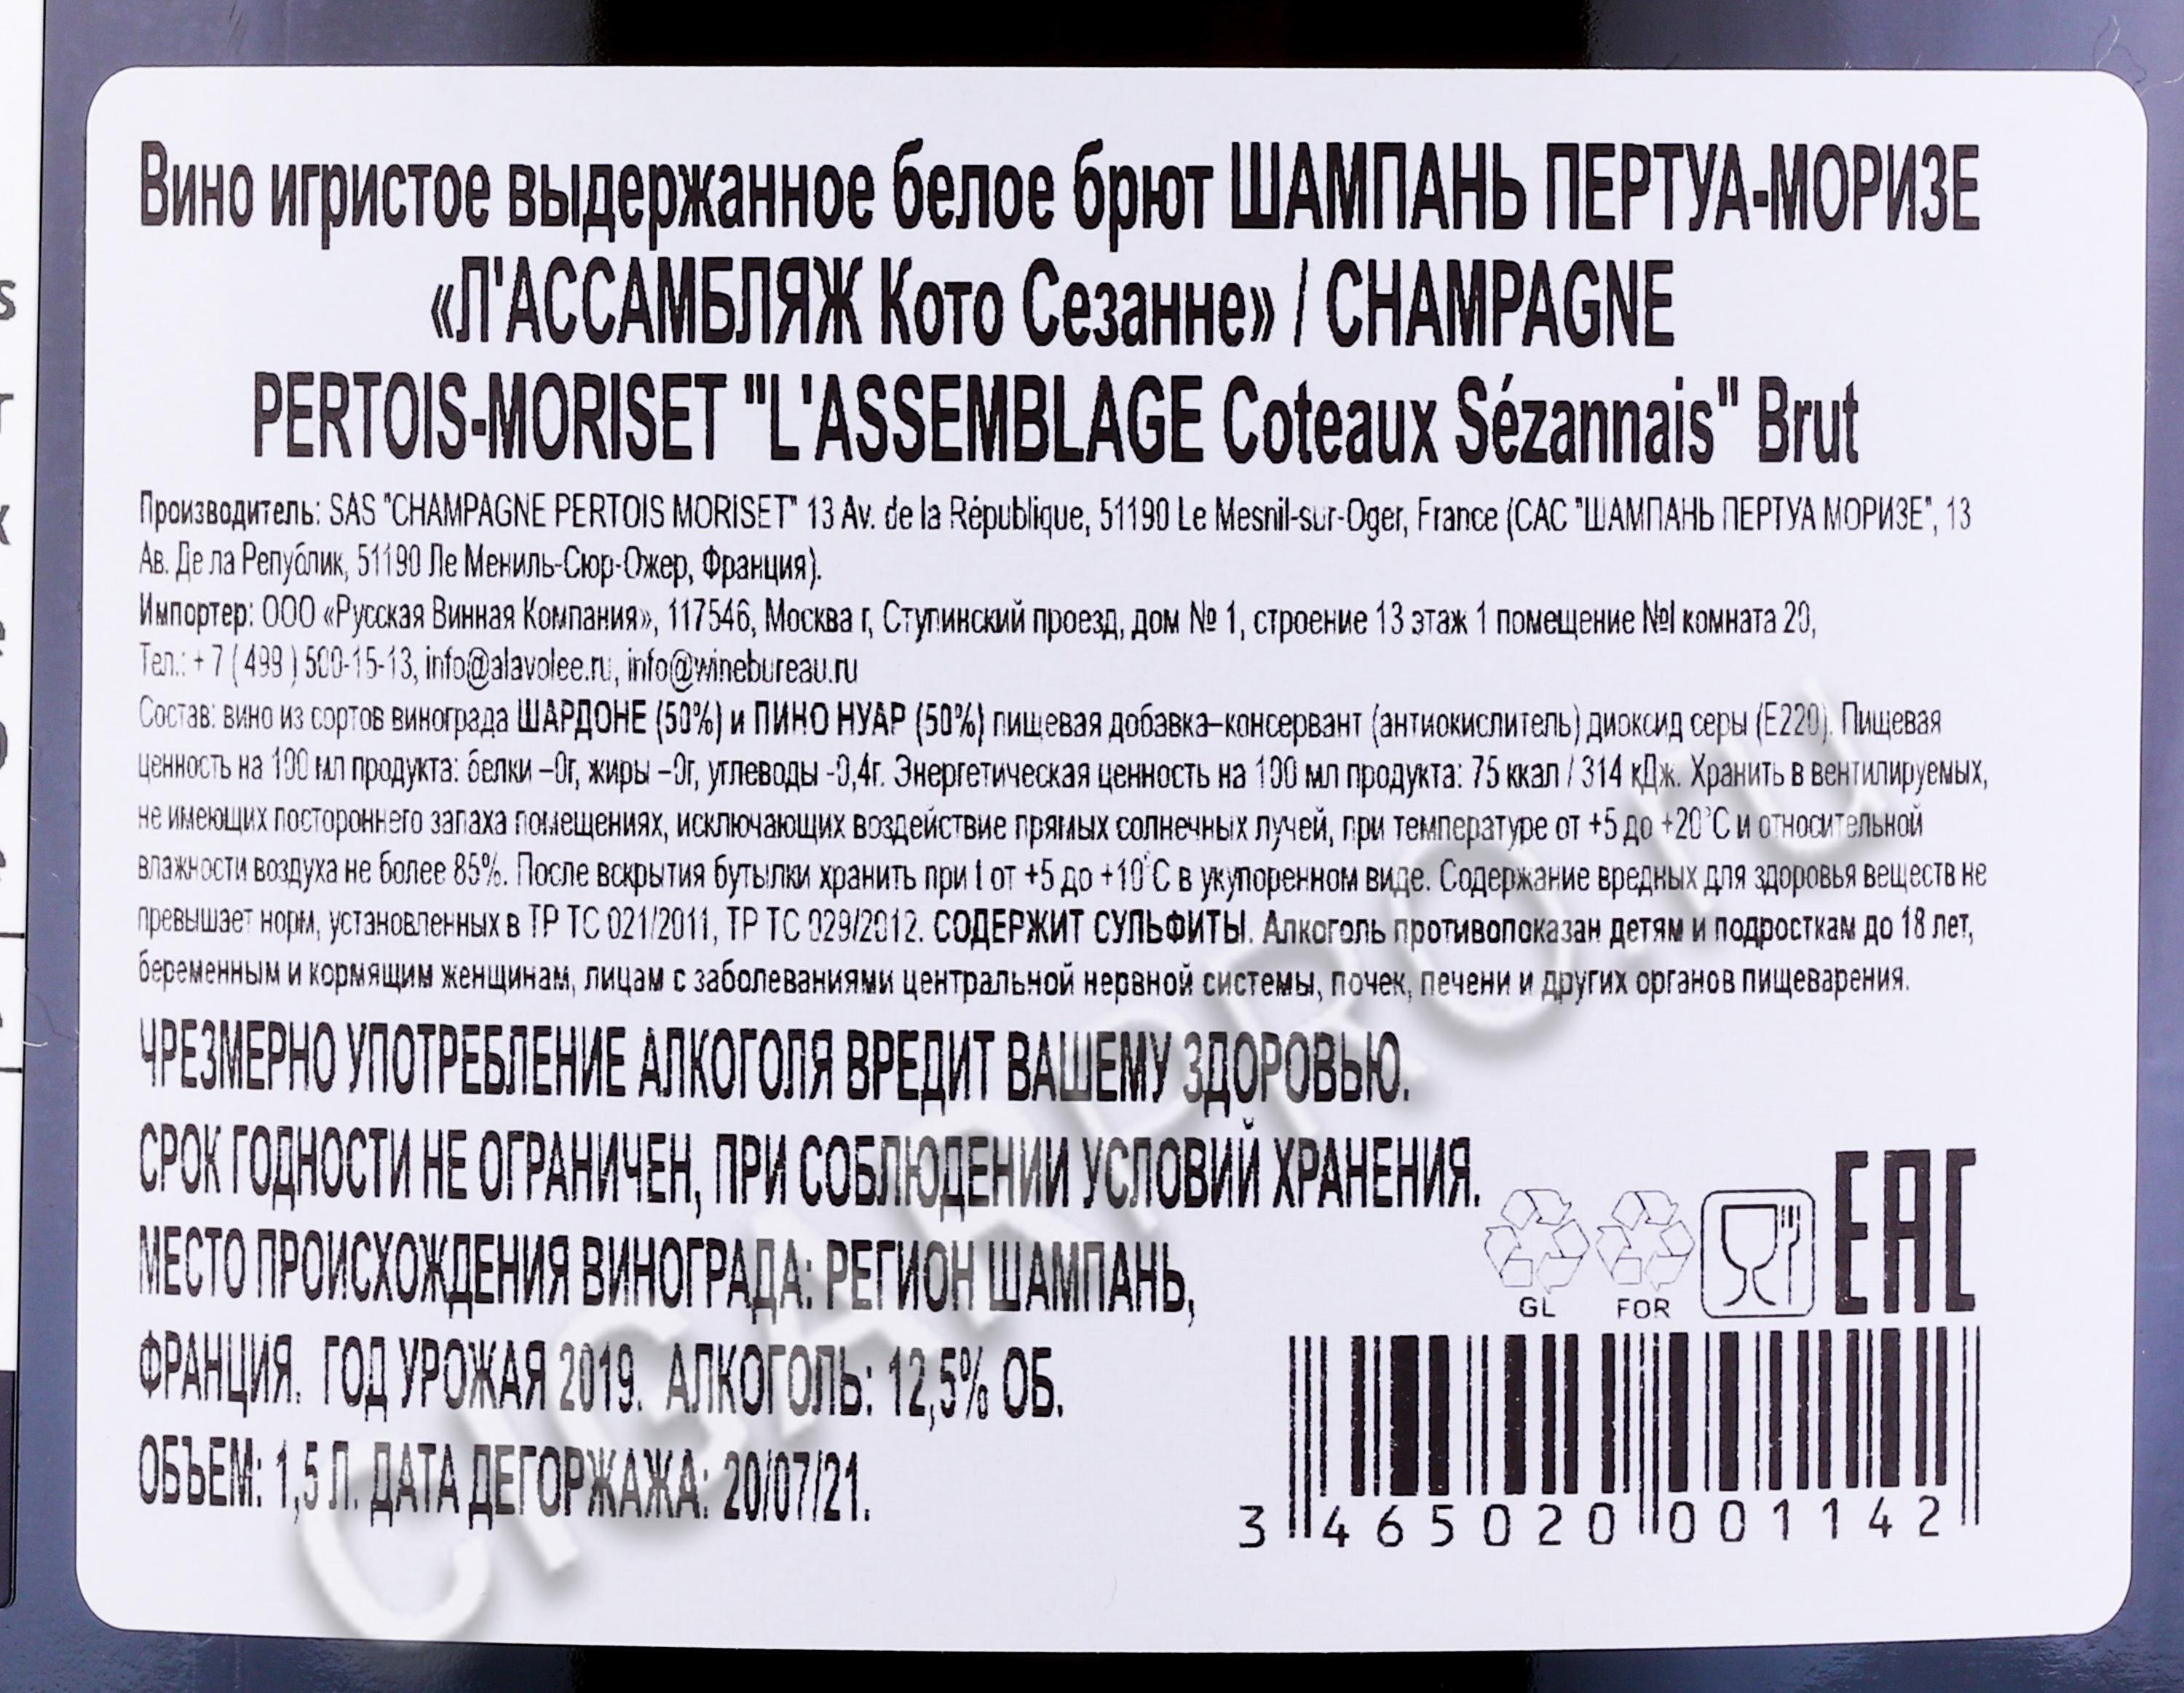 Вино игристое выдержанное белое брют ШАМПАНЬ ПЕРТУА-МОРИЗЕ
«Л'АССАМБЛЯЖ Кото Сезанне» / CHAMPAGNE
PERTOIS-MORISET "L'ASSEMBLAGE Coteaux Sézannais" Brut
Производитель: SAS "CHAMPAGNE PERTOIS MORISET" 13 Av. de la République, 51190 Le Mesnil-sur-Oger, France (САС "ШАМПАНЬ ПЕРТУА МОРИЗЕ", 13
Ав. Де ла Републик, 51190 Ле Мениль-Сюр-Ожер, Франция).
Импортер: ООО «Русская Винная Компания», 117546, Москва г, Ступинский проезд, дом № 1, строение 13 этаж 1 помещение №I комната 20,
Тел.: + 7 ( 499 ) 500-15-13, info@alavolee.ru, info@winebureau.ru
Состав: вино из сортов винограда ШАРДОНЕ (50%) и ПИНО НУАР (50%) пищевая добавка–консервант (антиокислитель) диоксид серы (Е220). Пищевая
ценность на 100 мл продукта: белки –0г, жиры –0г, углеводы -0,4г. Энергетическая ценность на 100 мл продукта: 75 ккал / 314 кДж. Хранить в вентилируемых,
не имеющих постороннего запаха помещениях, исключающих воздействие прямых солнечных лучей, при температуре от +5 до +20°С и относительной
влажности воздуха не более 85%. После вскрытия бутылки хранить при t от +5 до +10°С в укупоренном виде. Содержание вредных для здоровья веществ не
превышает норм, установленных в ТР ТС 021/2011, ТР ТС 029/2012. СОДЕРЖИТ СУЛЬФИТЫ. Алкоголь противопоказан детям и подросткам до 18 лет,
беременным и кормящим женщинам, лицам с заболеваниями центральной нервной системы, почек, печени и других органов пищеварения.
ЧРЕЗМЕРНО УПОТРЕБЛЕНИЕ АЛКОГОЛЯ ВРЕДИТ ВАШЕМУ ЗДОРОВЬЮ.
СРОК ГОДНОСТИ НЕ ОГРАНИЧЕН, ПРИ СОБЛЮДЕНИИ УСЛОВИЙ ХРАНЕНИЯ.
МЕСТО ПРОИСХОЖДЕНИЯ ВИНОГРАДА: РЕГИОН ШАМПАНЬ,
ФРАНЦИЯ. ГОД УРОЖАЯ 2019. АЛКОГОЛЬ: 12,5% ОБ.
ОБЪЕМ: 1,5 Л. ДАТА ДЕГОРЖАЖА: 20/07/21.
GL FOR EAC
3 465020 001142
CIGARPRO.ru